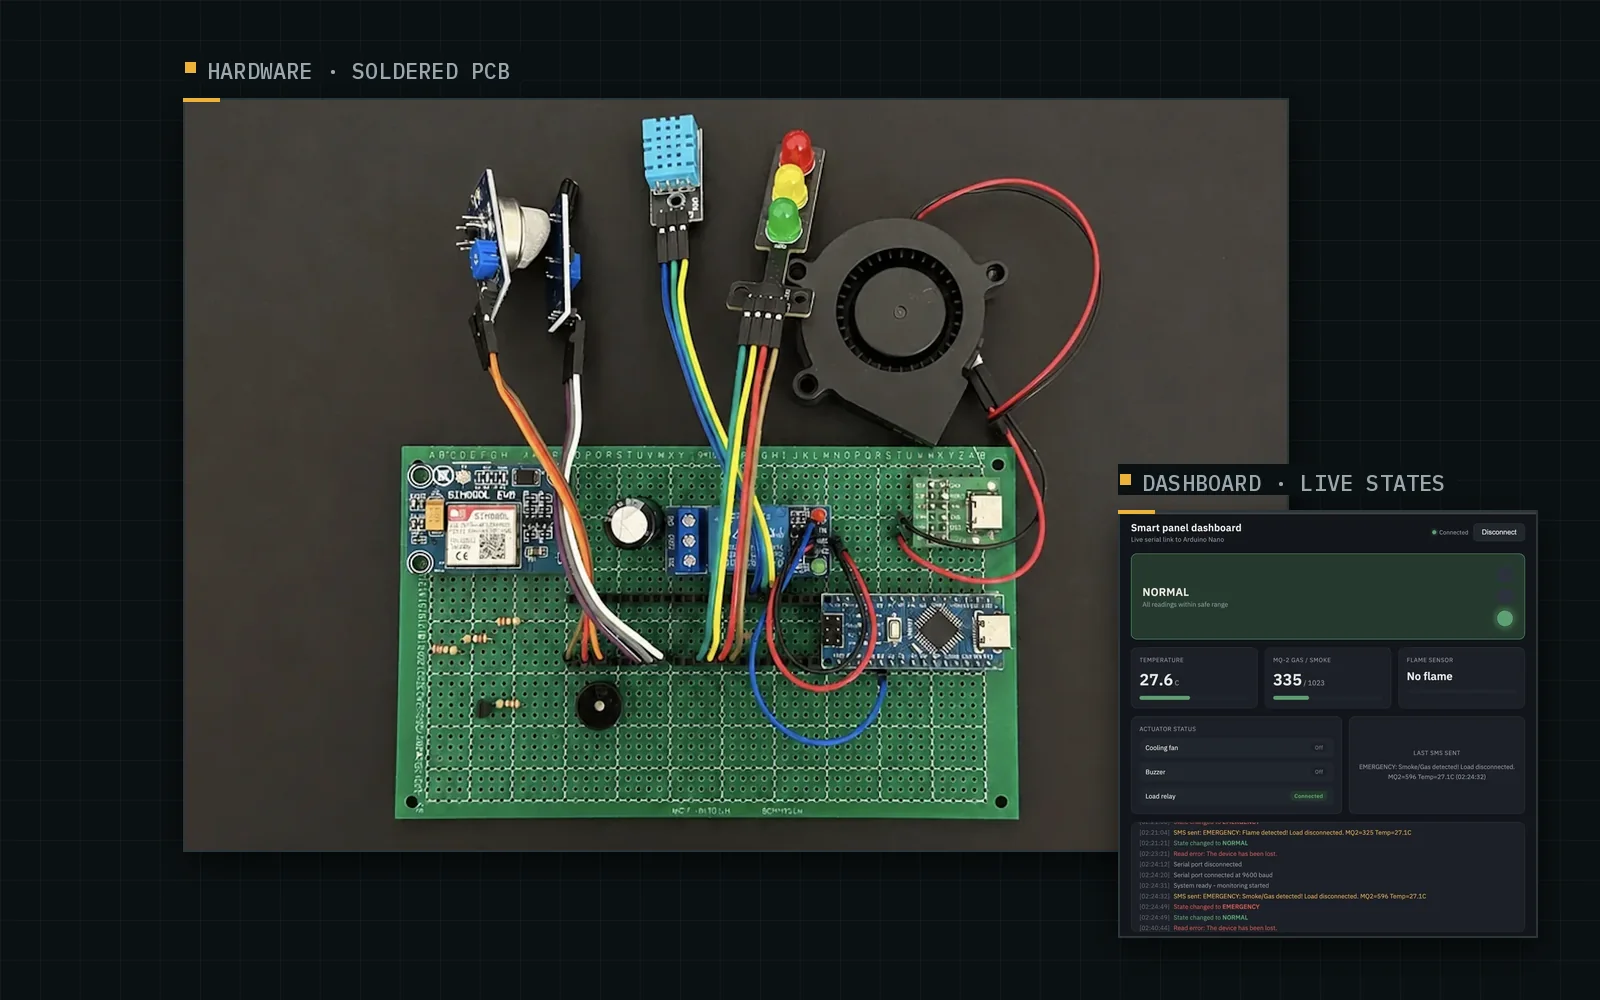 HARDWARE · SOLDERED PCB
SIM800L
DASHBOARD · LIVE STATES
Smart panel dashboard
Live serial link to Arduino Nano
Connected
Disconnect
NORMAL
All readings within safe range
TEMPERATURE
27.6 C
MQ-2 GAS / SMOKE
335 / 1023
FLAME SENSOR
No flame
ACTUATOR STATUS
Cooling fan Off
Buzzer Off
Load relay Connected
LAST SMS SENT
EMERGENCY: Smoke/Gas detected! Load disconnected.
MQ2=596 Temp=27.1C (02:24:32)
[02:21:04] SMS sent: EMERGENCY: Flame detected! Load disconnected. MQ2=325 Temp=27.1C
[02:21:21] State changed to NORMAL
[02:23:21] Read error: The device has been lost.
[02:24:12] Serial port disconnected
[02:24:30] Serial port connected at 9600 baud
[02:24:31] System ready - monitoring started
[02:24:32] SMS sent: EMERGENCY: Smoke/Gas detected! Load disconnected. MQ2=596 Temp=27.1C
[02:24:49] State changed to EMERGENCY
[02:24:49] State changed to NORMAL
[02:40:44] Read error: The device has been lost.